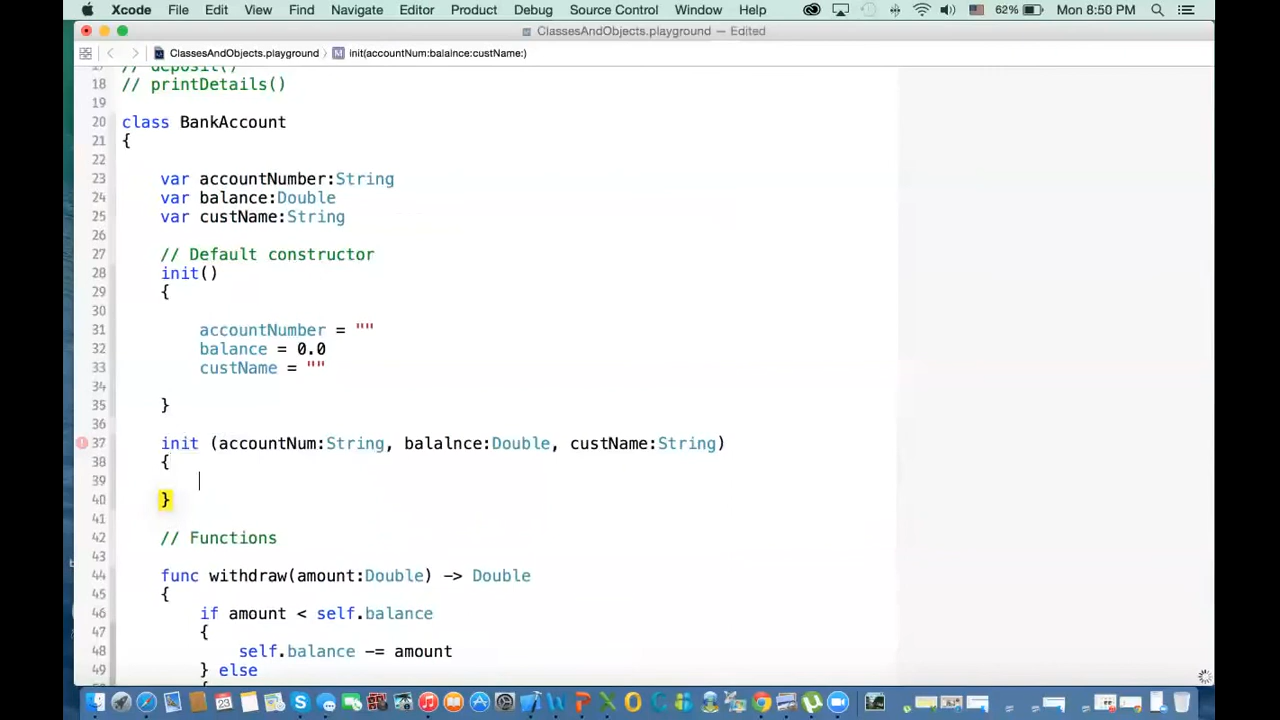 Xcode File Edit View Find Navigate Editor Product Debug Source Control Window Help 62% Mon 8:50 PM
ClassesAndObjects.playground — Edited
ClassesAndObjects.playground init(accountNum:balalnce:custName:)
17 // deposit()
18 // printDetails()
19
20 class BankAccount
21 {
22
23 var accountNumber:String
24 var balance:Double
25 var custName:String
26
27 // Default constructor
28 init()
29 {
30
31 accountNumber = ""
32 balance = 0.0
33 custName = ""
34
35 }
36
37 init (accountNum:String, balalnce:Double, custName:String)
38 {
39
40 }
41
42 // Functions
43
44 func withdraw(amount:Double) -> Double
45 {
46 if amount < self.balance
47 {
48 self.balance -= amount
49 } else
{